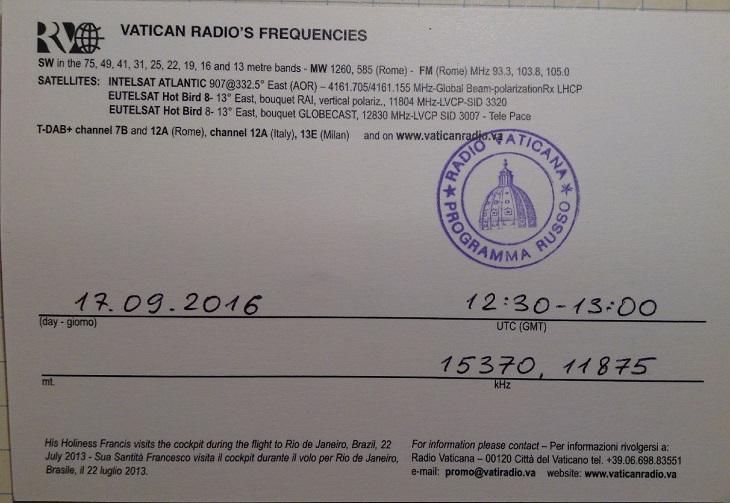 RV
VATICAN RADIO'S FREQUENCIES
SW in the 75, 49, 41, 31, 25, 22, 19, 16 and 13 metre bands - MW 1260, 585 (Rome) - FM (Rome) MHz 93.3, 103.8, 105.0
SATELLITES: INTELSAT ATLANTIC 907@332.5° East (AOR) – 4161.705/4161.155 MHz-Global Beam-polarizationRx LHCP
EUTELSAT Hot Bird 8- 13° East, bouquet RAI, vertical polariz., 11804 MHz-LVCP-SID 3320
EUTELSAT Hot Bird 8- 13° East, bouquet GLOBECAST, 12830 MHz-LVCP SID 3007 - Tele Pace
T-DAB+ channel 7B and 12A (Rome), channel 12A (Italy), 13E (Milan) and on www.vaticanradio.va
RADIO VATICANA
PROGRAMMA RUSSO
17.09.2016 12:30-13:00
(day - giorno) UTC (GMT)
15370, 11875
mt. kHz
His Holiness Francis visits the cockpit during the flight to Rio de Janeiro, Brazil, 22
July 2013 - Sua Santità Francesco visita il cockpit durante il volo per Rio de Janeiro,
Brasile, il 22 luglio 2013.
For information please contact – Per informazioni rivolgersi a:
Radio Vaticana – 00120 Città del Vaticano tel. +39.06.698.83551
e-mail: promo@vatiradio.va website: www.vaticanradio.va